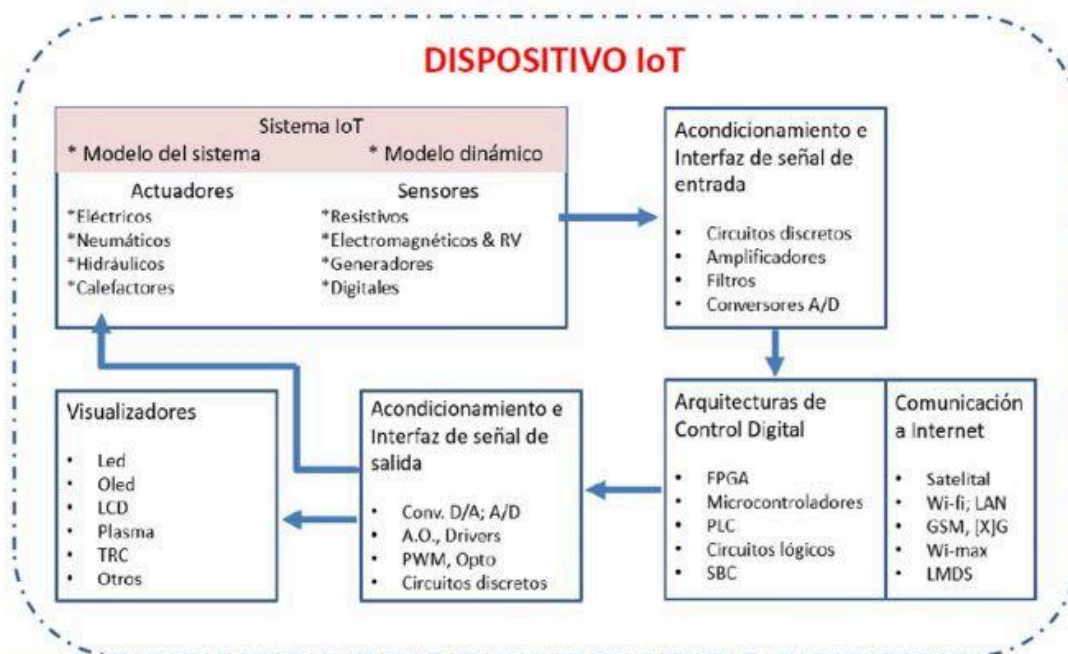 DISPOSITIVO IoT
Sistema IoT
* Modelo del sistema * Modelo dinámico
Actuadores
*Eléctricos
*Neumáticos
*Hidráulicos
*Calefactores
Sensores
*Resistivos
*Electromagnéticos & RV
*Generadores
*Digitales
Acondicionamiento e
Interfaz de señal de
entrada
• Circuitos discretos
• Amplificadores
• Filtros
• Conversores A/D
Visualizadores
• Led
• Oled
• LCD
• Plasma
• TRC
• Otros
Acondicionamiento e
Interfaz de señal de
salida
• Conv. D/A; A/D
• A.O., Drivers
• PWM, Opto
• Circuitos discretos
Arquitecturas de
Control Digital
• FPGA
• Microcontroladores
• PLC
• Circuitos lógicos
• SBC
Comunicación
a Internet
• Satelital
• Wi-fi; LAN
• GSM, [X]G
• Wi-max
• LMDS